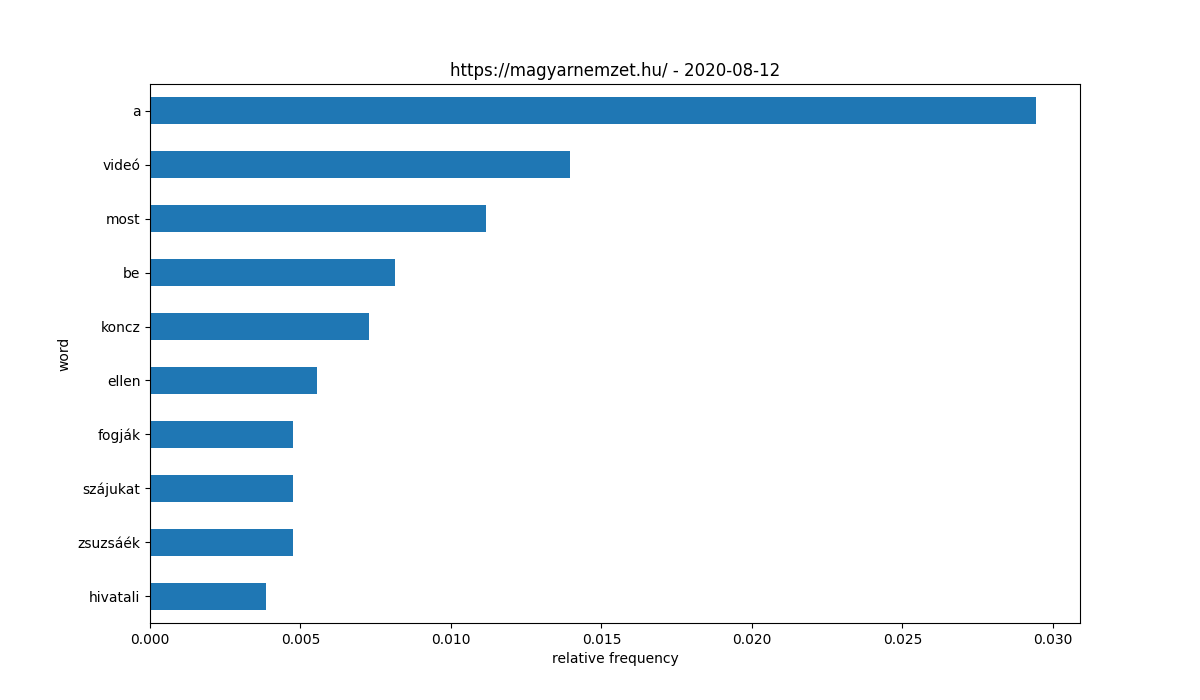 https://magyarnemzet.hu/ - 2020-08-12
a
videó
most
be
koncz
ellen
fogják
szájukat
zsuzsáék
hivatali
word
0.000 0.005 0.010 0.015 0.020 0.025 0.030
relative frequency